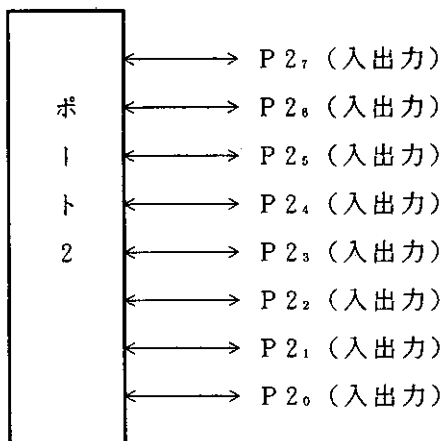 ポート2
P2₇ (入出力)
P2₆ (入出力)
P2₅ (入出力)
P2₄ (入出力)
P2₃ (入出力)
P2₂ (入出力)
P2₁ (入出力)
P2₀ (入出力)